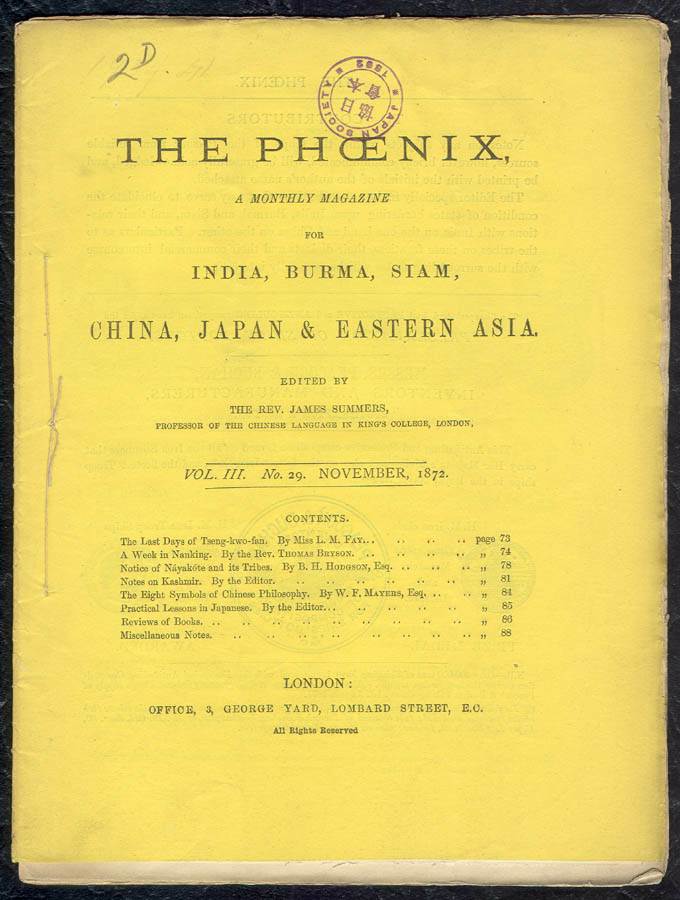 2D
JAPAN SOCIETY
1892
日本
協會
THE PHŒNIX,
A MONTHLY MAGAZINE
FOR
INDIA, BURMA, SIAM,
CHINA, JAPAN & EASTERN ASIA.
EDITED BY
THE REV. JAMES SUMMERS,
PROFESSOR OF THE CHINESE LANGUAGE IN KING'S COLLEGE, LONDON,
VOL. III. No. 29. NOVEMBER, 1872.
CONTENTS.
The Last Days of Tseng-kwo-fan. By Miss L. M. FAY... .. .. .. .. page 73
A Week in Nanking. By the Rev. THOMAS BRYSON. .. .. .. .. .. „ 74
Notice of Náyakóte and its Tribes. By B. H. HODGSON, Esq. .. .. .. „ 78
Notes on Kashmir. By the Editor. .. .. .. .. .. .. .. „ 81
The Eight Symbols of Chinese Philosophy. By W. F. MAYERS, Esq. .. .. „ 84
Practical Lessons in Japanese. By the Editor... .. .. .. .. .. „ 85
Reviews of Books. .. .. .. .. .. .. .. .. .. „ 86
Miscellaneous Notes. .. .. .. .. .. .. .. .. „ 88
LONDON:
OFFICE, 3, GEORGE YARD, LOMBARD STREET, E.C.
All Rights Reserved